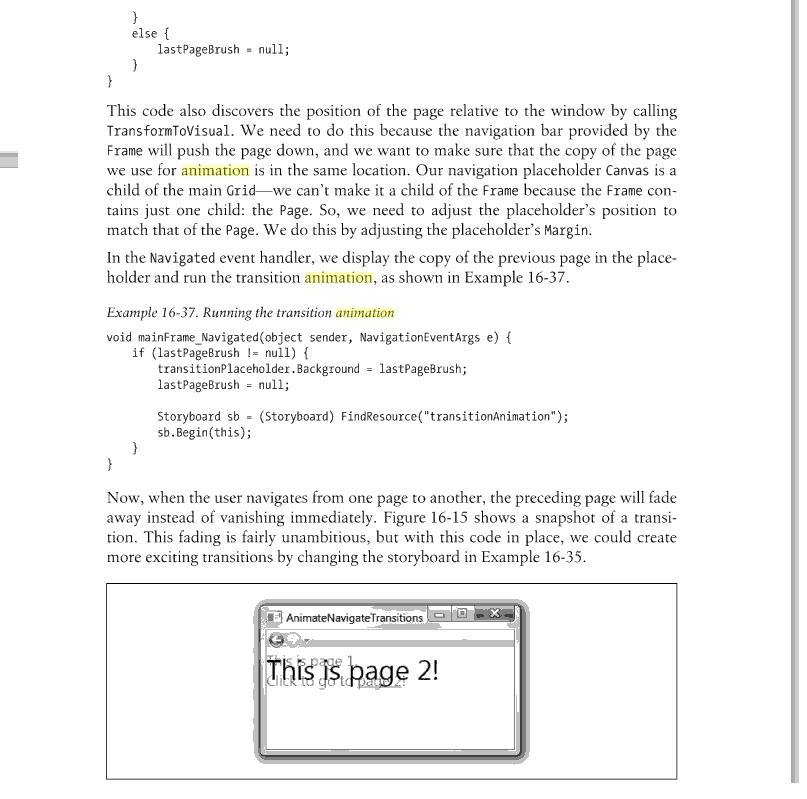 }
else {
lastPageBrush = null;
}
}
This code also discovers the position of the page relative to the window by calling
TransformToVisual. We need to do this because the navigation bar provided by the
Frame will push the page down, and we want to make sure that the copy of the page
we use for animation is in the same location. Our navigation placeholder Canvas is a
child of the main Grid—we can't make it a child of the Frame because the Frame con-
tains just one child: the Page. So, we need to adjust the placeholder's position to
match that of the Page. We do this by adjusting the placeholder's Margin.
In the Navigated event handler, we display the copy of the previous page in the place-
holder and run the transition animation, as shown in Example 16-37.
Example 16-37. Running the transition animation
void mainFrame_Navigated(object sender, NavigationEventArgs e) {
if (lastPageBrush != null) {
transitionPlaceholder.Background = lastPageBrush;
lastPageBrush = null;
Storyboard sb = (Storyboard) FindResource("transitionAnimation");
sb.Begin(this);
}
}
Now, when the user navigates from one page to another, the preceding page will fade
away instead of vanishing immediately. Figure 16-15 shows a snapshot of a transi-
tion. This fading is fairly unambitious, but with this code in place, we could create
more exciting transitions by changing the storyboard in Example 16-35.
AnimateNavigateTransitions
This is page 1.
This is page 2!
Click to go to page 2!